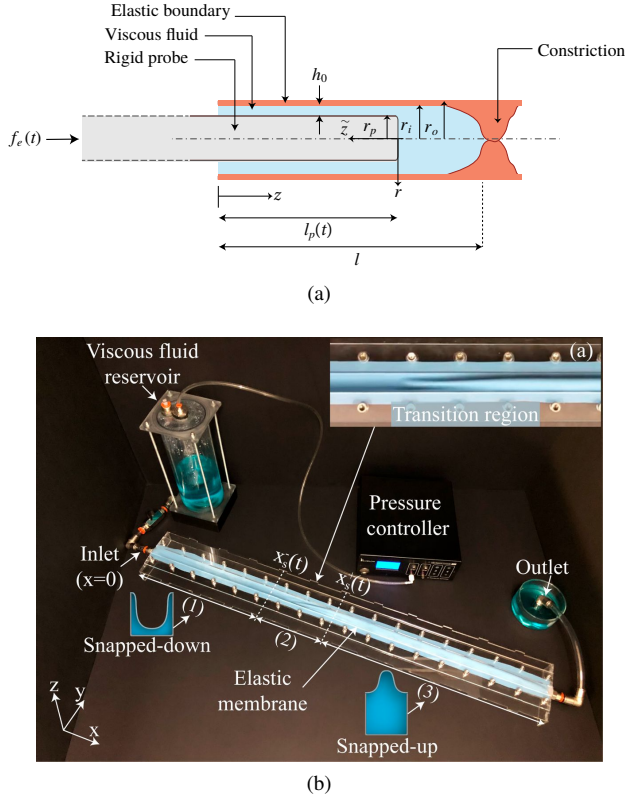 Elastic boundary
Viscous fluid
Rigid probe
h₀
Constriction
fₑ(t)
z̃
rₚ
rᵢ
rₒ
z
r
lₚ(t)
l
(a)
Viscous fluid
reservoir
(a)
Transition region
Pressure
controller
Inlet
(x=0)
xₛ⁻(t)
xₛ(t)
Outlet
(1)
Snapped-down
(2)
Elastic
membrane
(3)
Snapped-up
z
y
x
(b)